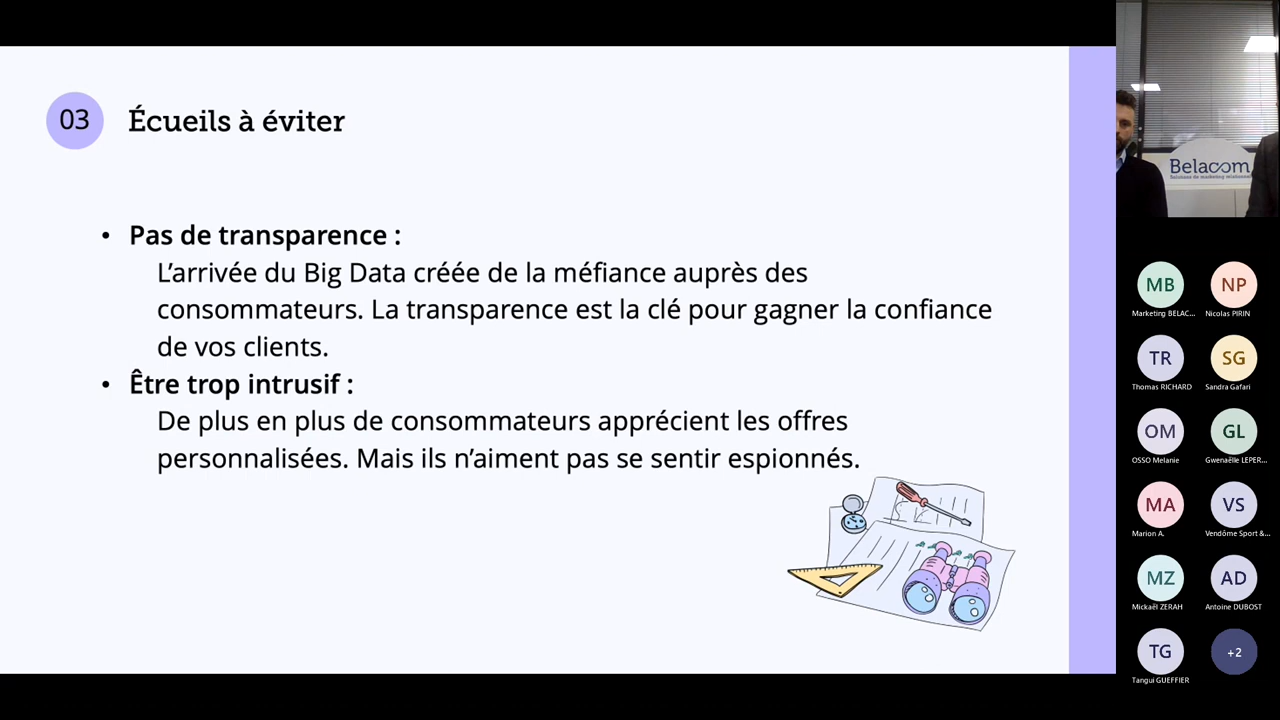 03
Écueils à éviter
• Pas de transparence :
L’arrivée du Big Data créée de la méfiance auprès des
consommateurs. La transparence est la clé pour gagner la confiance
de vos clients.
• Être trop intrusif :
De plus en plus de consommateurs apprécient les offres
personnalisées. Mais ils n’aiment pas se sentir espionnés.
Belacom
Solutions de marketing relationnel
MB
NP
Marketing BELAC...
Nicolas PIRIN
TR
SG
Thomas RICHARD
Sandra Gafari
OM
GL
OSSO Melanie
Gwenaëlle LEPER...
MA
VS
Marion A.
Vendôme Sport &...
MZ
AD
Mickaël ZERAH
Antoine DUBOST
TG
+2
Tangui GUEFFIER